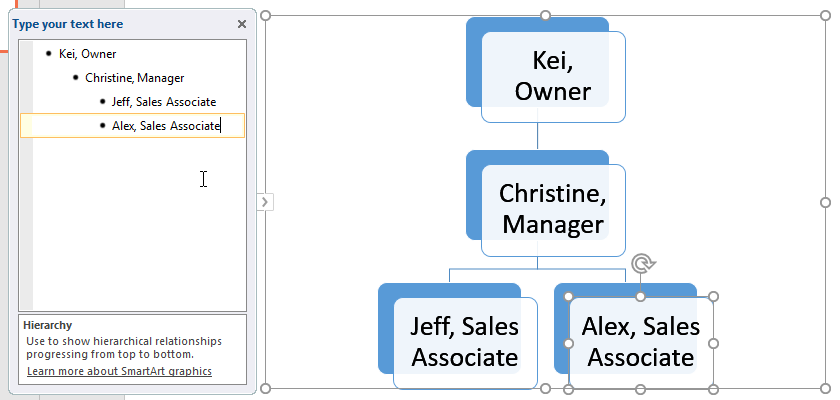 Type your text here
Kei, Owner
Christine, Manager
Jeff, Sales Associate
Alex, Sales Associate
Hierarchy
Use to show hierarchical relationships
progressing from top to bottom.
Learn more about SmartArt graphics
Kei,
Owner
Christine,
Manager
Jeff, Sales
Associate
Alex, Sales
Associate